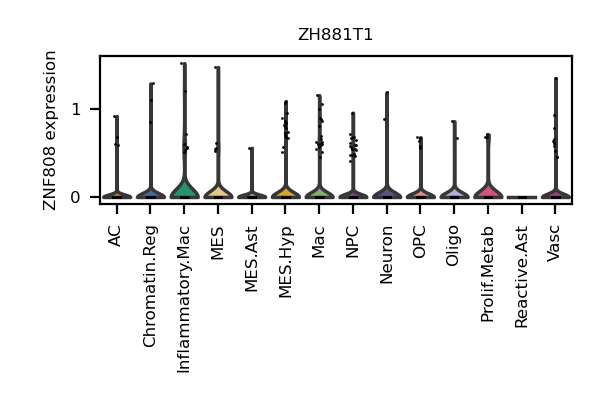 ZH881T1
ZNF808 expression
1
0
AC
Chromatin.Reg
Inflammatory.Mac
MES
MES.Ast
MES.Hyp
Mac
NPC
Neuron
OPC
Oligo
Prolif.Metab
Reactive.Ast
Vasc